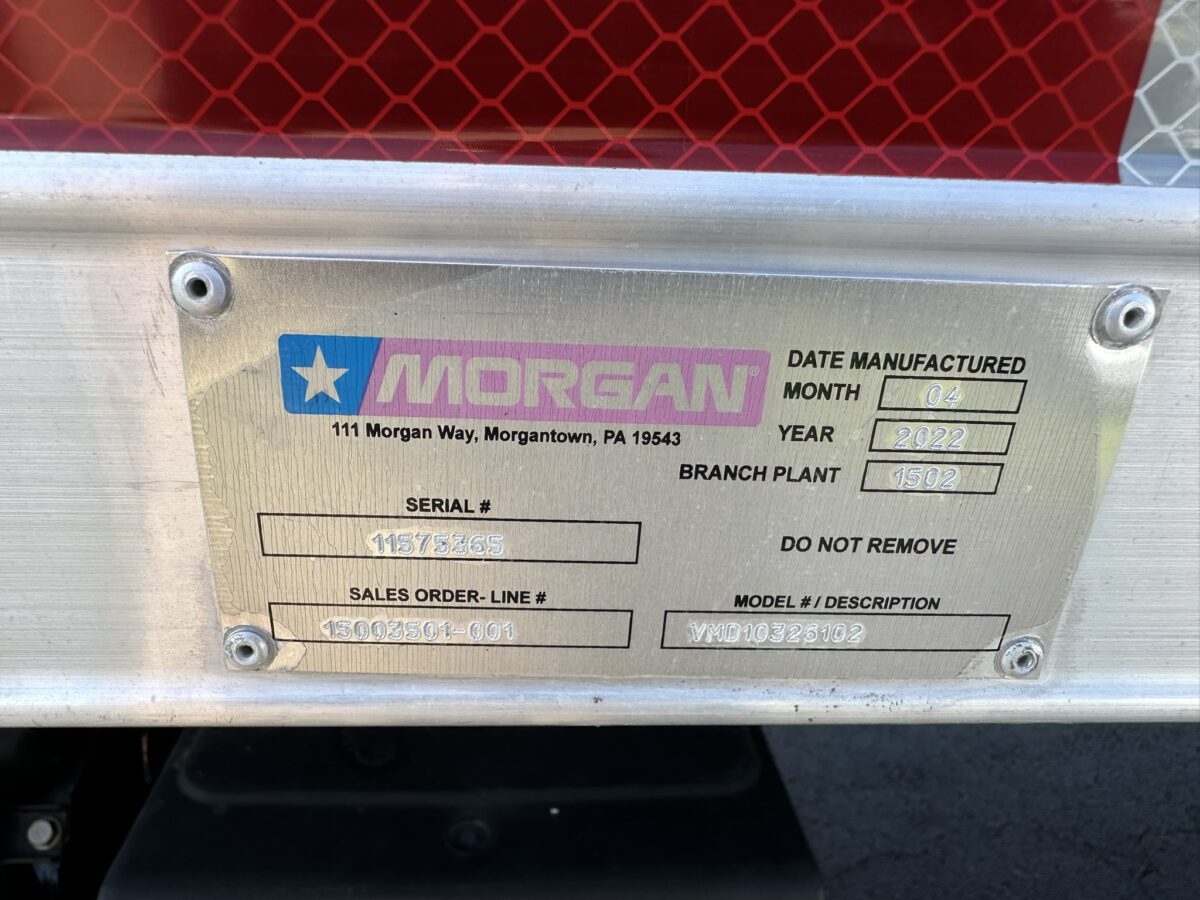 MORGAN®
111 Morgan Way, Morgantown, PA 19543
DATE MANUFACTURED
MONTH 04
YEAR 2022
BRANCH PLANT 1502
SERIAL #
11575365
DO NOT REMOVE
SALES ORDER- LINE #
15003501-001
MODEL # / DESCRIPTION
VMD10326102